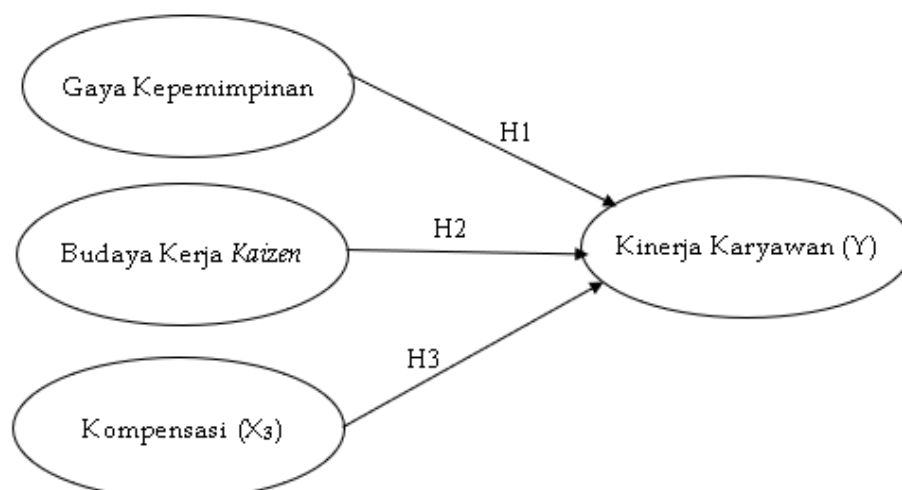 Gaya Kepemimpinan
H1
Budaya Kerja Kaizen
H2
Kinerja Karyawan (Y)
H3
Kompensasi (X₃)